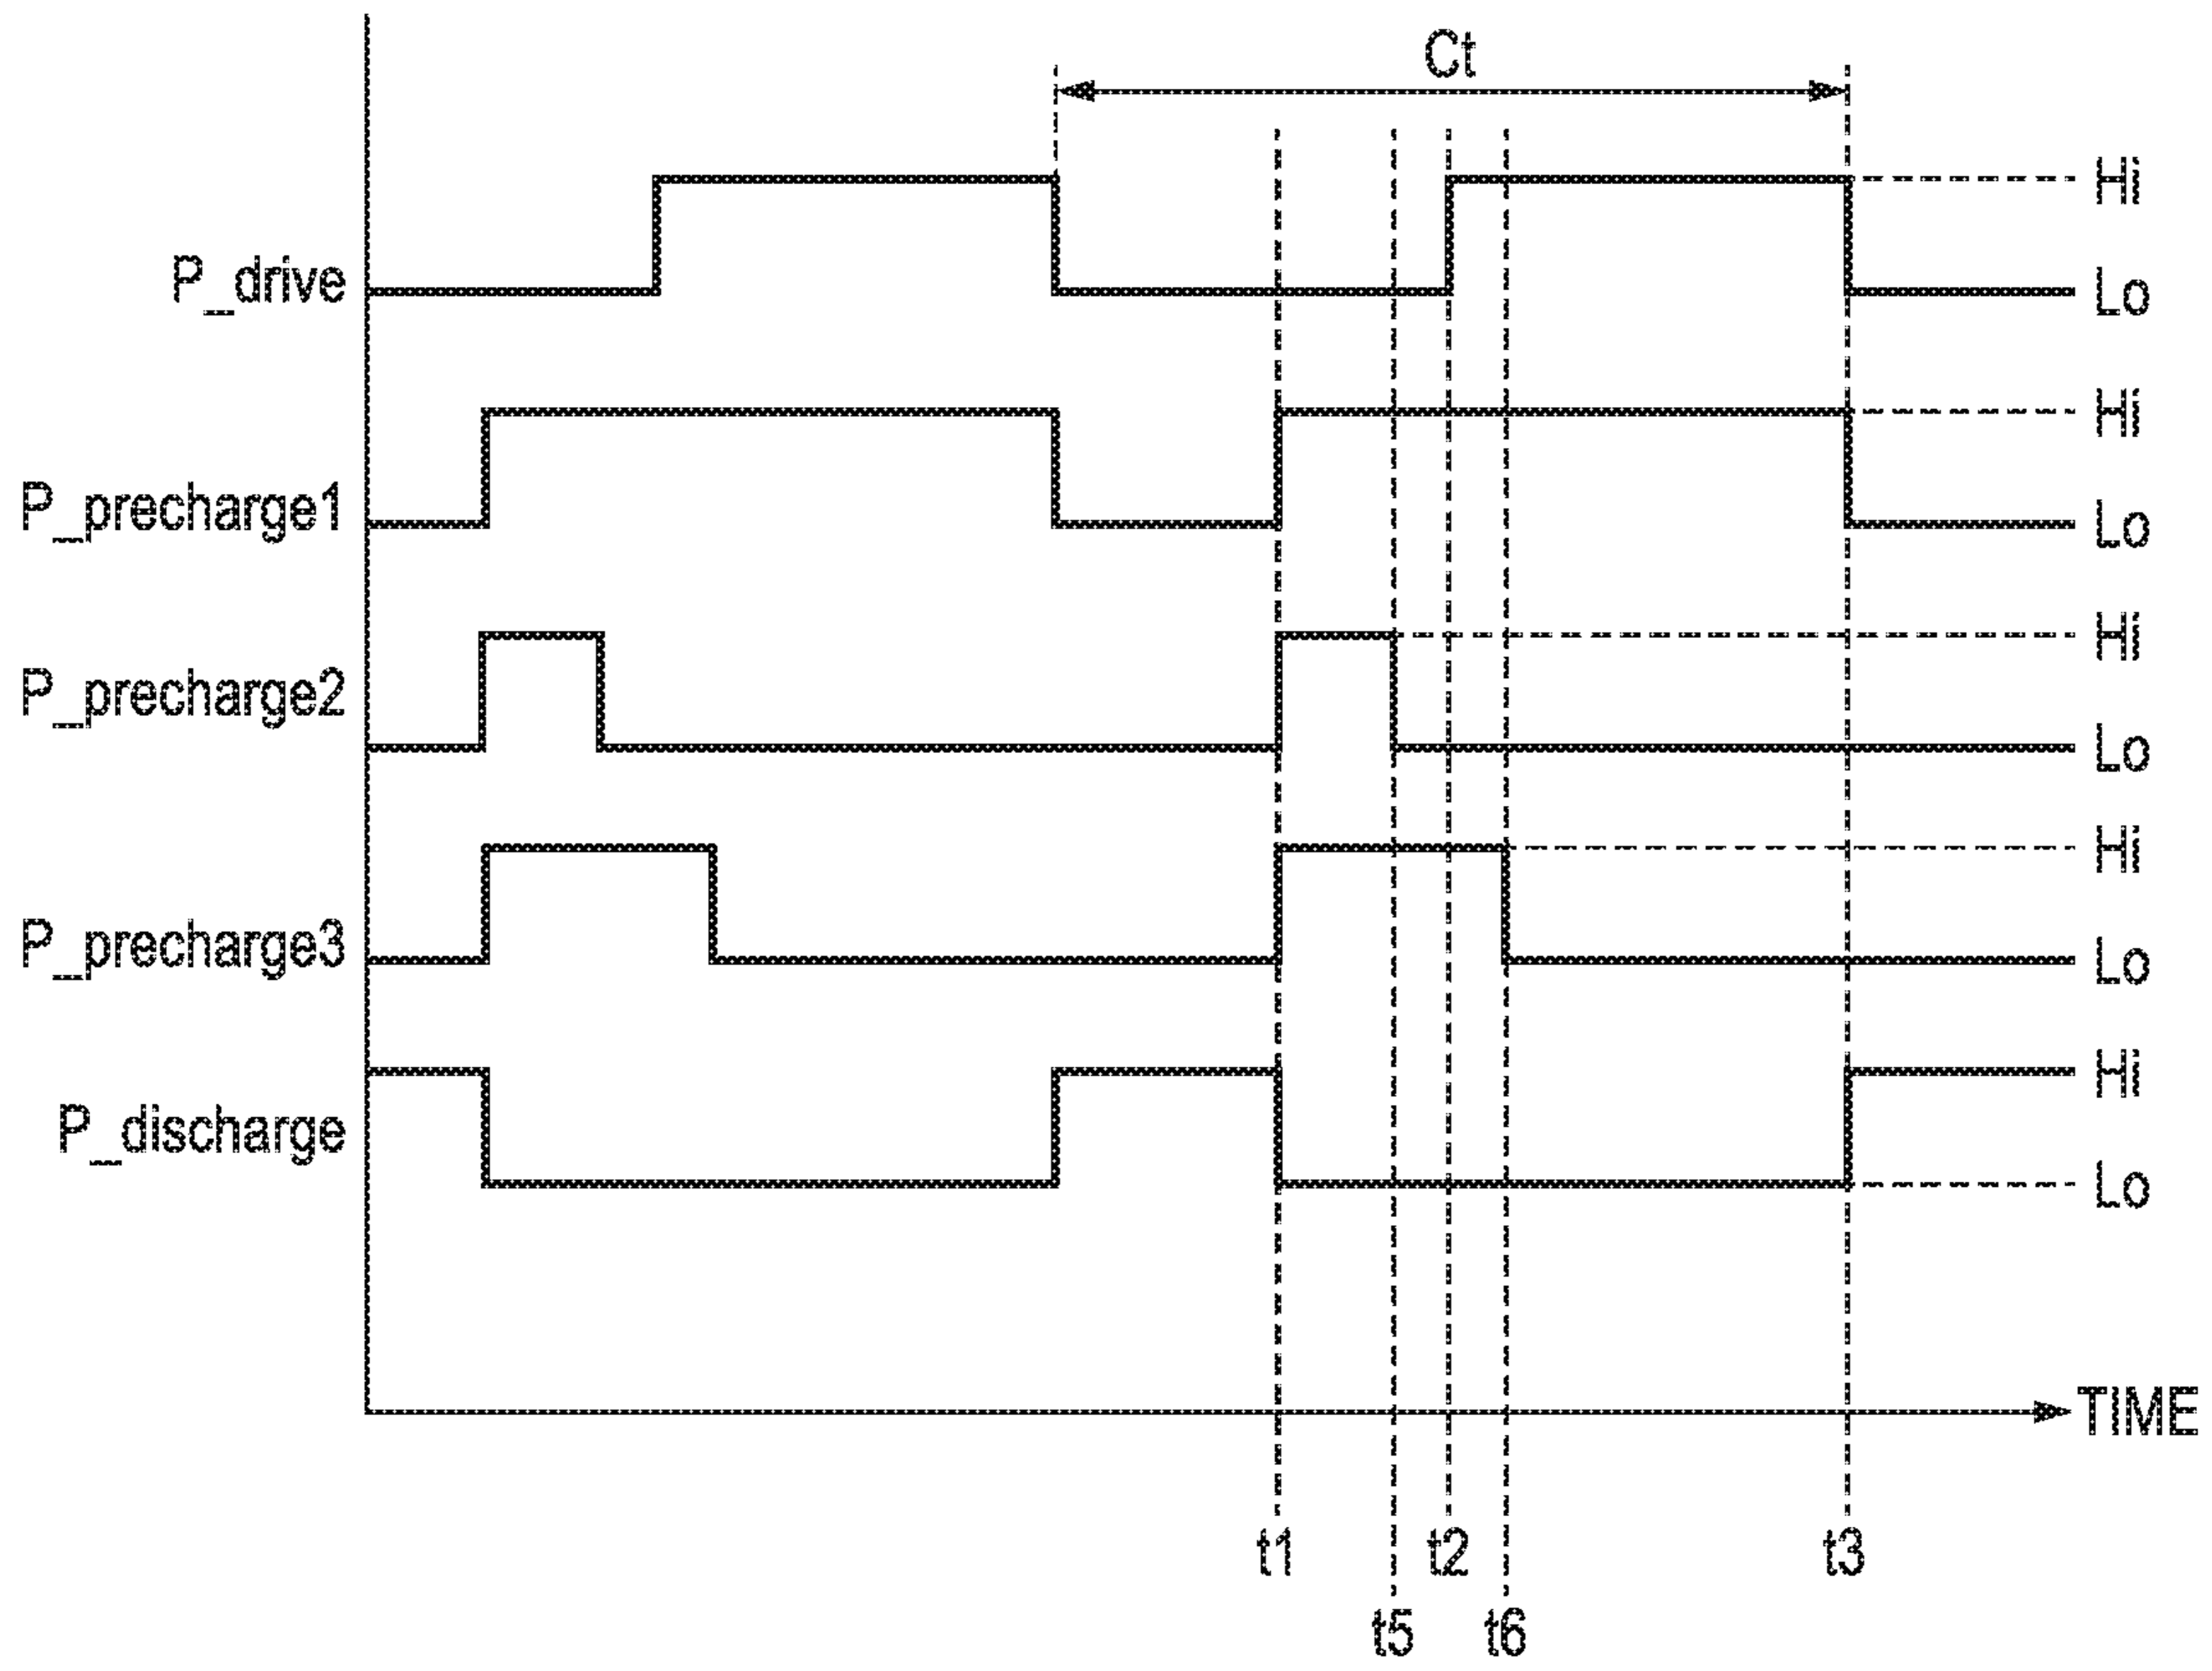 Ct
P_drive
Hi
Lo
P_precharge1
Hi
Lo
P_precharge2
Hi
Lo
P_precharge3
Hi
Lo
P_discharge
Hi
Lo
TIME
t1
t2
t3
t5
t6